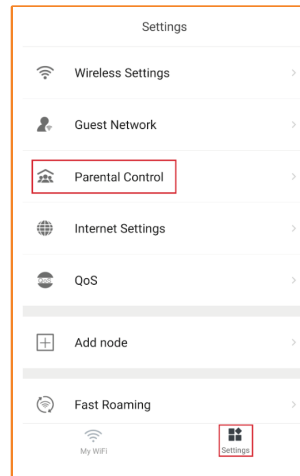 Settings
Wireless Settings
Guest Network
Parental Control
Internet Settings
QoS
Add node
Fast Roaming
My WiFi
Settings